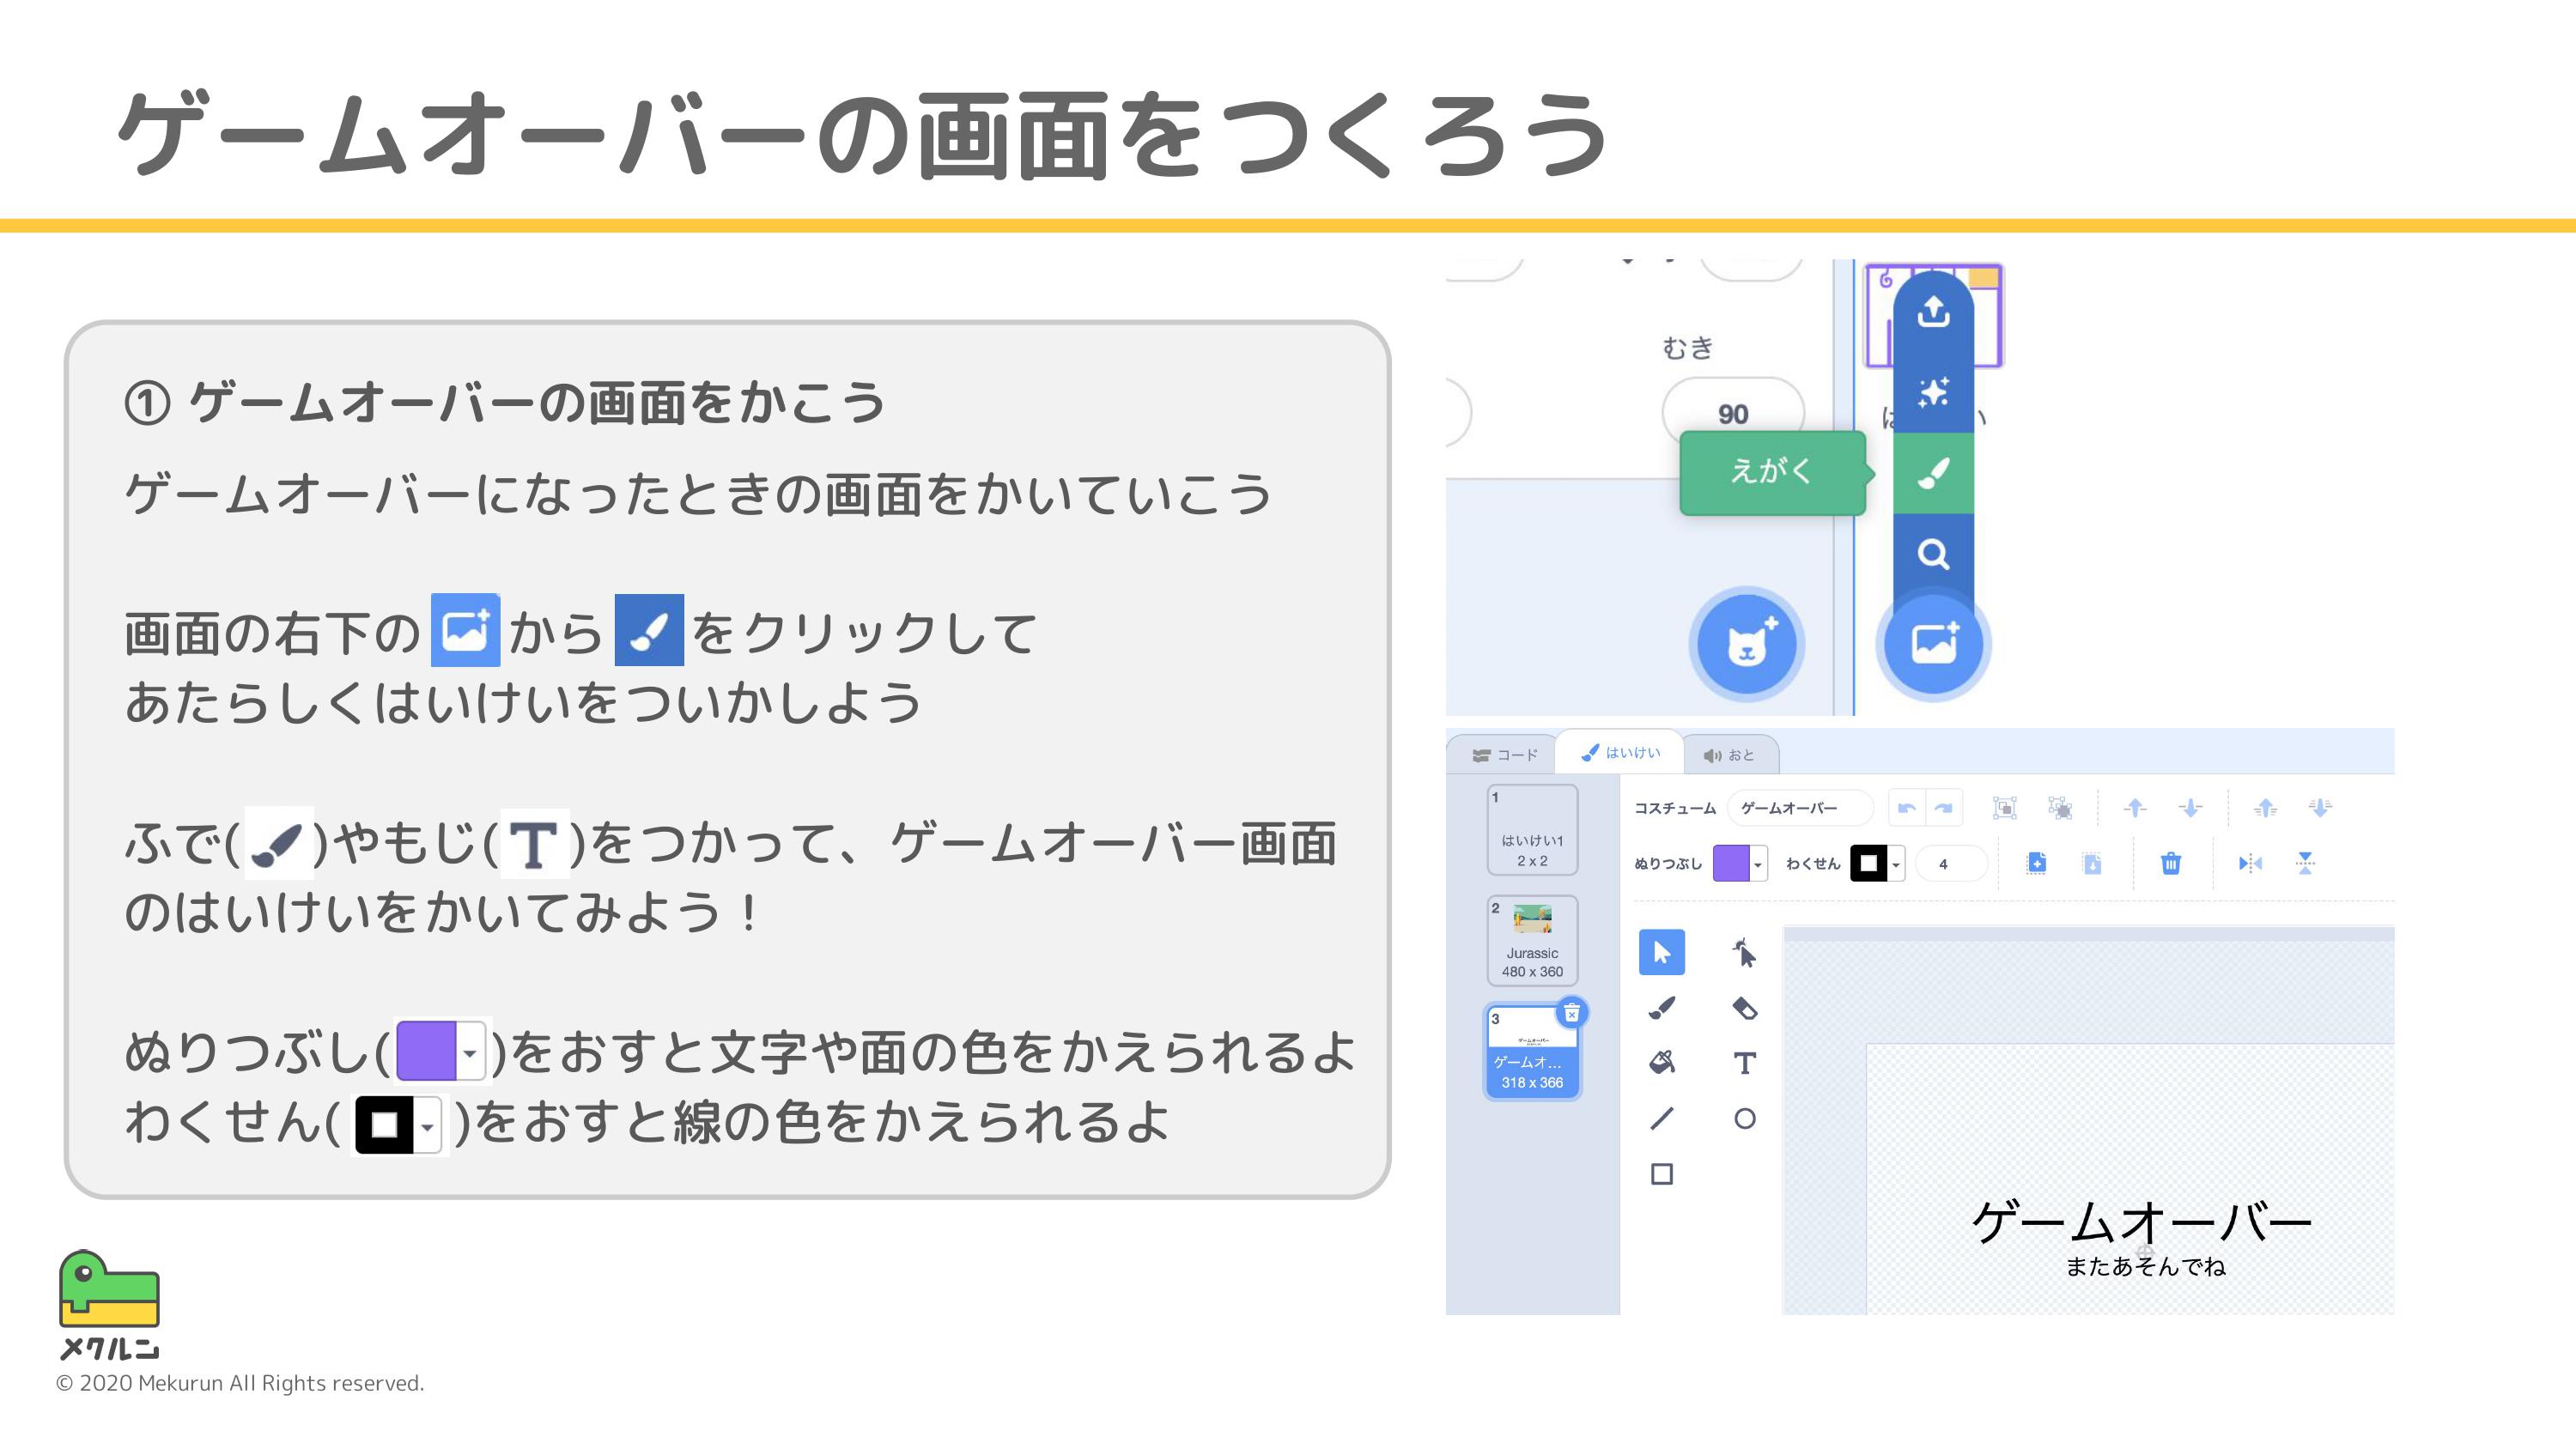 ゲームオーバーの画面をつくろう
① ゲームオーバーの画面をかこう
ゲームオーバーになったときの画面をかいていこう
画面の右下の から をクリックして
あたらしくはいけいをついかしよう
ふで( )やもじ( T )をつかって、ゲームオーバー画面
のはいけいをかいてみよう！
ぬりつぶし( )をおすと文字や面の色をかえられるよ
わくせん( )をおすと線の色をかえられるよ
むき
90
えがく
コード はいけい おと
1
はいけい1
2 x 2
2
Jurassic
480 x 360
3
ゲームオ...
318 x 366
コスチューム ゲームオーバー
ぬりつぶし わくせん 4
T
ゲームオーバー
またあそんでね
メクルン
© 2020 Mekurun All Rights reserved.